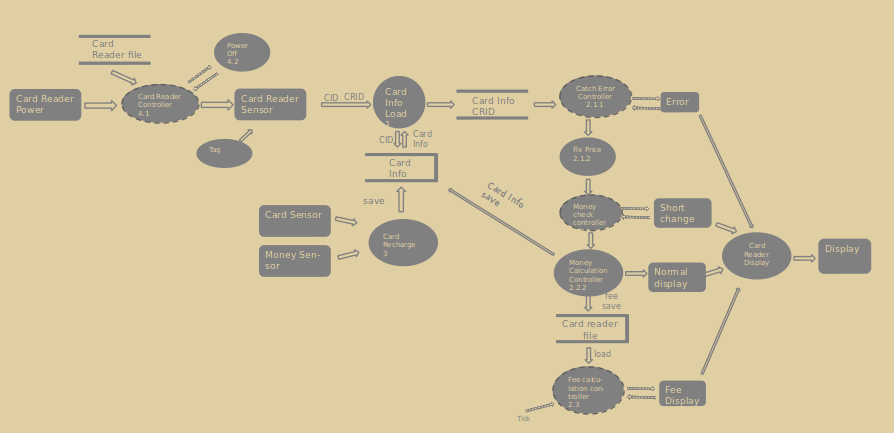 Card
Reader file
Power
Off
4.2
Card Reader
Power
Card Reader
Controller
4.1
Card Reader
Sensor
Tag
CID CRID
Card
Info
Load
1
CID
Card
Info
Card Info
CRID
Catch Error
Controller
2.1.1
Error
Fix Price
2.1.2
Card
Info
save
Card Info
save
Card Sensor
Money Sen-
sor
Card
Recharge
3
Money
check
controller
Short
change
Money
Calculation
Controller
2.2.2
Normal
display
Card
Reader
Display
Display
fee
save
Card reader
file
load
Fee calcu-
lation con-
troller
2.3
Fee
Display
Tick